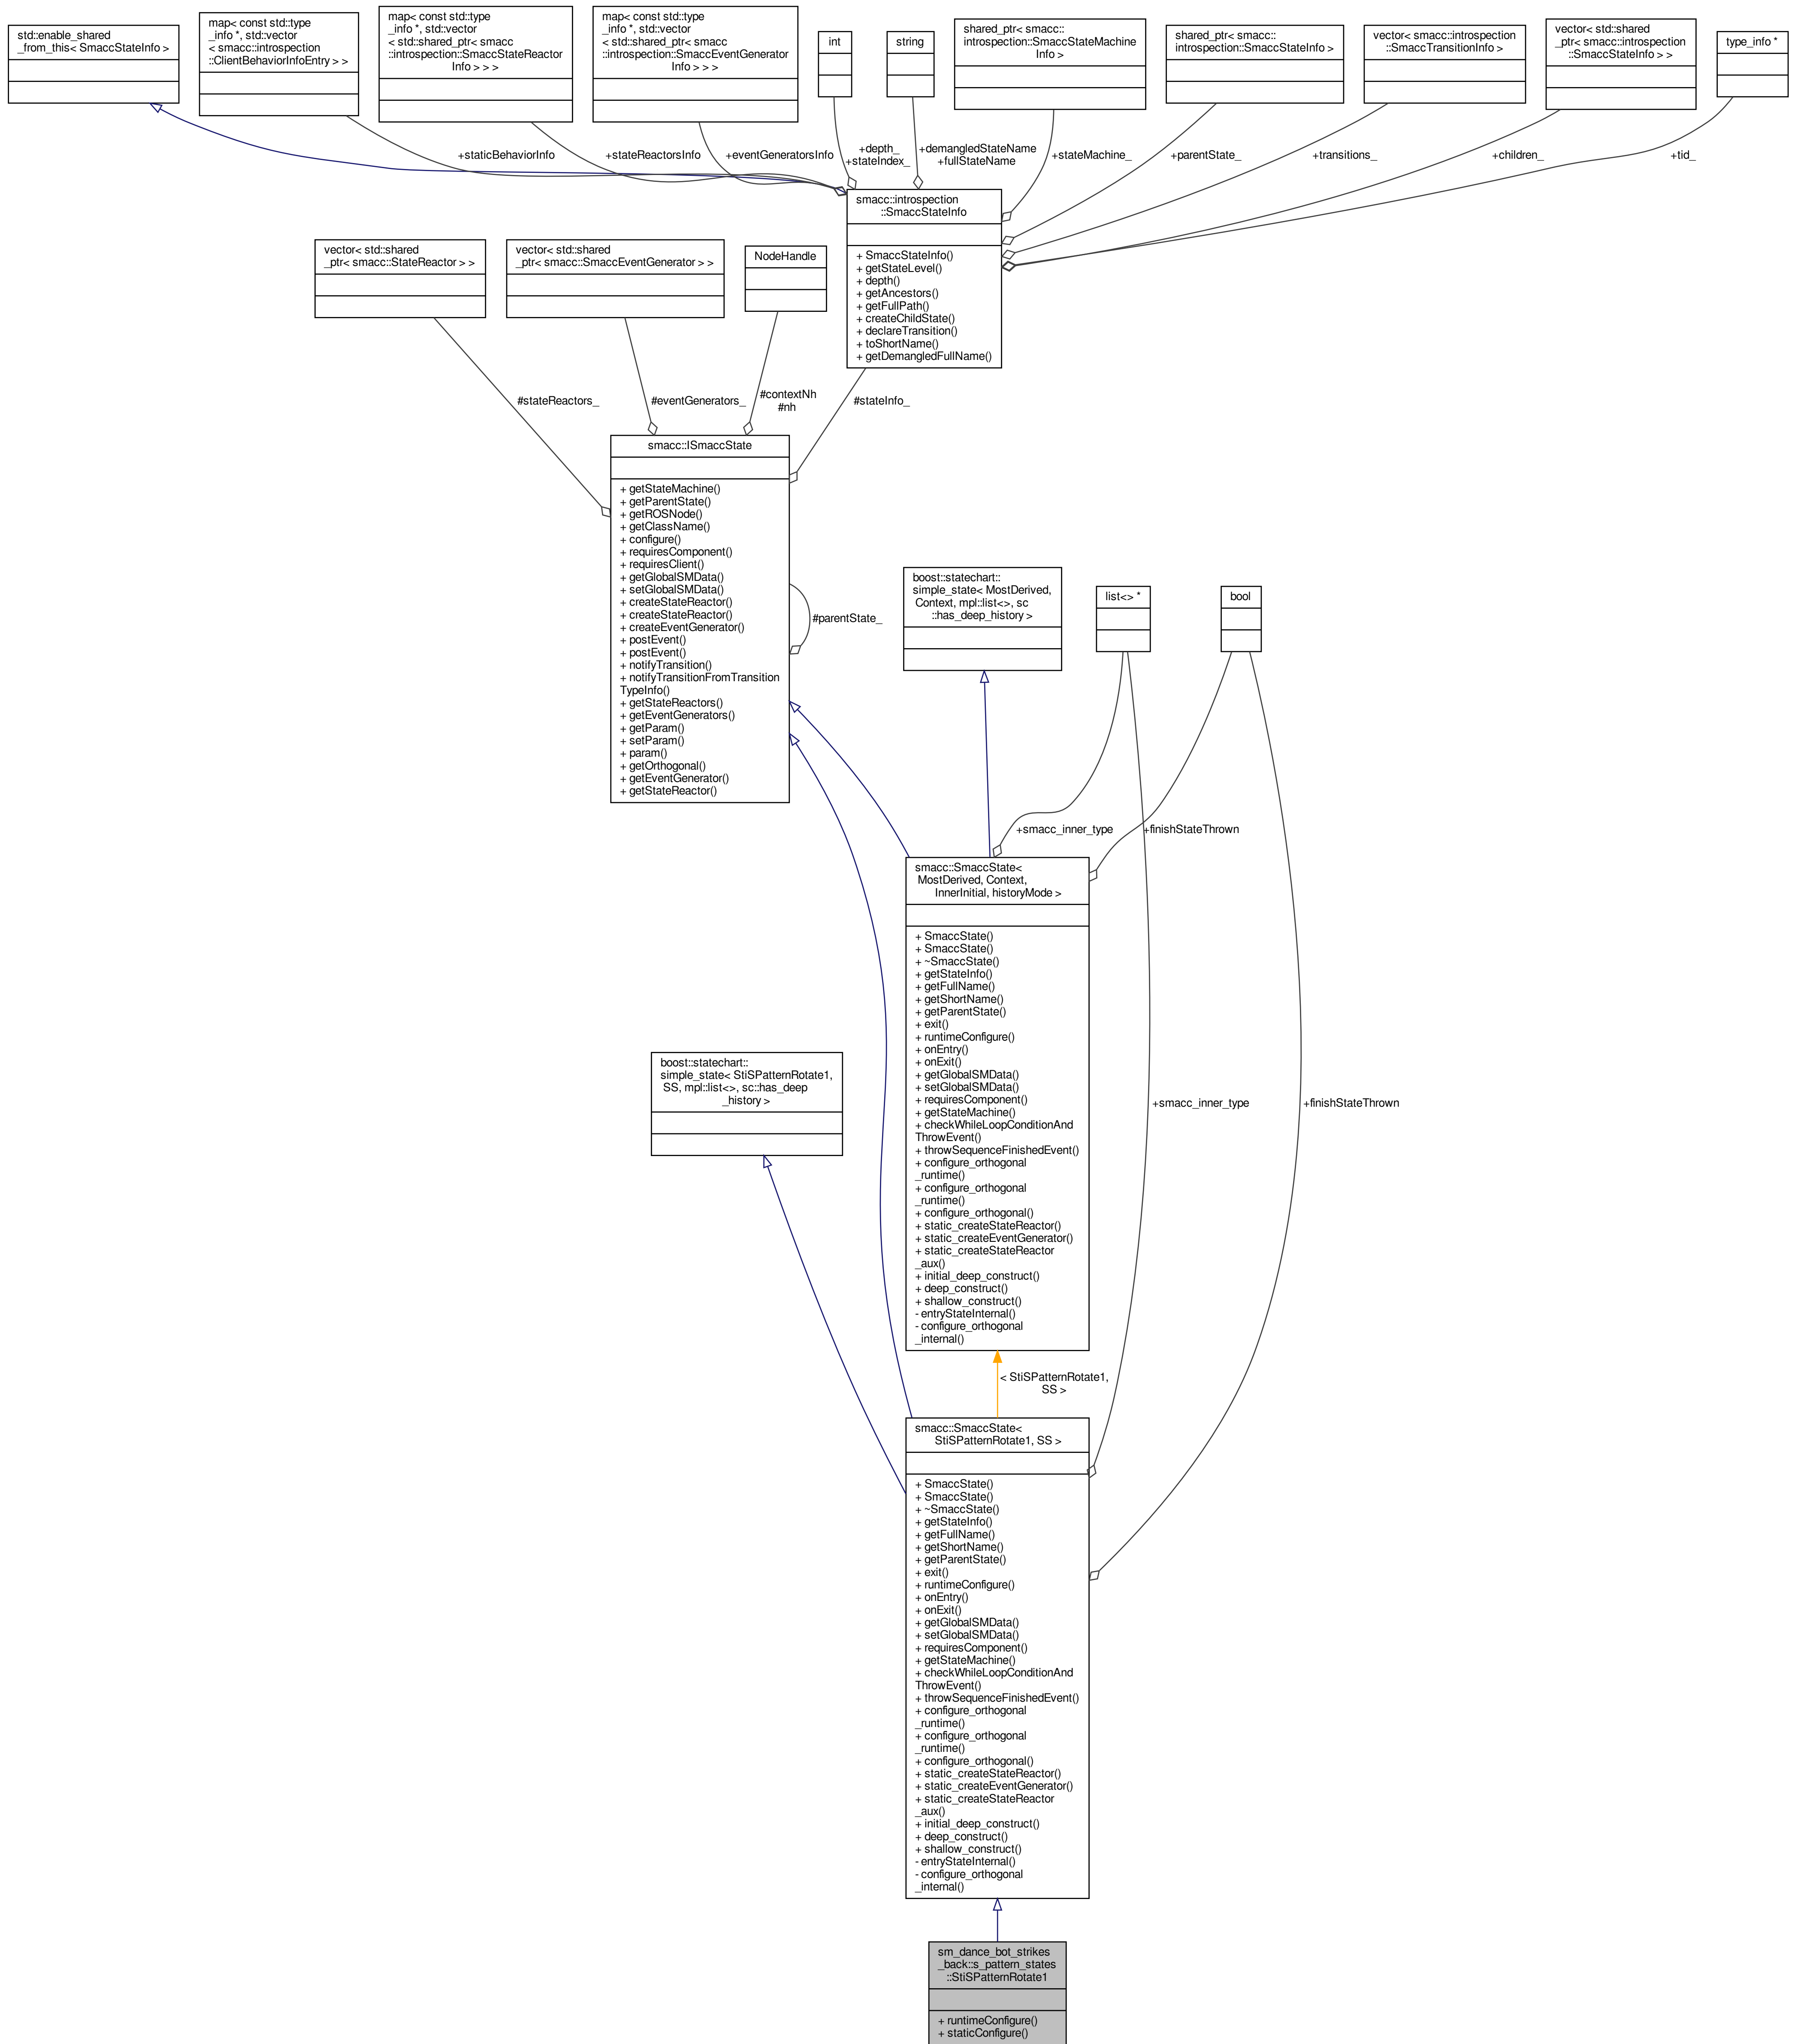 std::enable_shared
_from_this< SmaccStateInfo >
map< const std::type
_info *, std::vector
< smacc::introspection
::ClientBehaviorInfoEntry > >
map< const std::type
_info *, std::vector
< std::shared_ptr< smacc
::introspection::SmaccStateReactor
Info > > >
map< const std::type
_info *, std::vector
< std::shared_ptr< smacc
::introspection::SmaccEventGenerator
Info > > >
int
string
shared_ptr< smacc::
introspection::SmaccStateMachine
Info >
shared_ptr< smacc::
introspection::SmaccStateInfo >
vector< smacc::introspection
::SmaccTransitionInfo >
vector< std::shared
_ptr< smacc::introspection
::SmaccStateInfo > >
type_info *
+staticBehaviorInfo
+stateReactorsInfo
+eventGeneratorsInfo
+depth_
+stateIndex_
+demangledStateName
+fullStateName
+stateMachine_
+parentState_
+transitions_
+children_
+tid_
smacc::introspection
::SmaccStateInfo
+ SmaccStateInfo()
+ getStateLevel()
+ depth()
+ getAncestors()
+ getFullPath()
+ createChildState()
+ declareTransition()
+ toShortName()
+ getDemangledFullName()
vector< std::shared
_ptr< smacc::StateReactor > >
vector< std::shared
_ptr< smacc::SmaccEventGenerator > >
NodeHandle
#stateReactors_
#eventGenerators_
#contextNh
#nh
#stateInfo_
smacc::ISmaccState
+ getStateMachine()
+ getParentState()
+ getROSNode()
+ getClassName()
+ configure()
+ requiresComponent()
+ requiresClient()
+ getGlobalSMData()
+ setGlobalSMData()
+ createStateReactor()
+ createStateReactor()
+ createEventGenerator()
+ postEvent()
+ postEvent()
+ notifyTransition()
+ notifyTransitionFromTransition
TypeInfo()
+ getStateReactors()
+ getEventGenerators()
+ getParam()
+ setParam()
+ param()
+ getOrthogonal()
+ getEventGenerator()
+ getStateReactor()
#parentState_
boost::statechart::
simple_state< MostDerived,
Context, mpl::list<>, sc
::has_deep_history >
list<> *
bool
+smacc_inner_type
+finishStateThrown
smacc::SmaccState<
MostDerived, Context,
InnerInitial, historyMode >
+ SmaccState()
+ SmaccState()
+ ~SmaccState()
+ getStateInfo()
+ getFullName()
+ getShortName()
+ getParentState()
+ exit()
+ runtimeConfigure()
+ onEntry()
+ onExit()
+ getGlobalSMData()
+ setGlobalSMData()
+ requiresComponent()
+ getStateMachine()
+ checkWhileLoopConditionAnd
ThrowEvent()
+ throwSequenceFinishedEvent()
+ configure_orthogonal
_runtime()
+ configure_orthogonal
_runtime()
+ configure_orthogonal()
+ static_createStateReactor()
+ static_createEventGenerator()
+ static_createStateReactor
_aux()
+ initial_deep_construct()
+ deep_construct()
+ shallow_construct()
- entryStateInternal()
- configure_orthogonal
_internal()
boost::statechart::
simple_state< StiSPatternRotate1,
SS, mpl::list<>, sc::has_deep
_history >
+smacc_inner_type
+finishStateThrown
< StiSPatternRotate1,
SS >
smacc::SmaccState<
StiSPatternRotate1, SS >
+ SmaccState()
+ SmaccState()
+ ~SmaccState()
+ getStateInfo()
+ getFullName()
+ getShortName()
+ getParentState()
+ exit()
+ runtimeConfigure()
+ onEntry()
+ onExit()
+ getGlobalSMData()
+ setGlobalSMData()
+ requiresComponent()
+ getStateMachine()
+ checkWhileLoopConditionAnd
ThrowEvent()
+ throwSequenceFinishedEvent()
+ configure_orthogonal
_runtime()
+ configure_orthogonal
_runtime()
+ configure_orthogonal()
+ static_createStateReactor()
+ static_createEventGenerator()
+ static_createStateReactor
_aux()
+ initial_deep_construct()
+ deep_construct()
+ shallow_construct()
- entryStateInternal()
- configure_orthogonal
_internal()
sm_dance_bot_strikes
_back::s_pattern_states
::StiSPatternRotate1
+ runtimeConfigure()
+ staticConfigure()